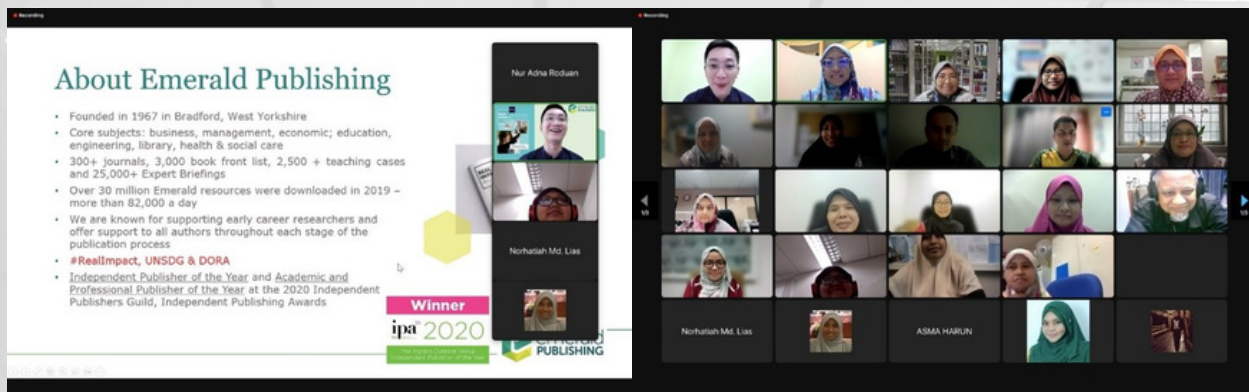 Recording
About Emerald Publishing
• Founded in 1967 in Bradford, West Yorkshire
• Core subjects: business, management, economic; education,
engineering, library, health & social care
• 300+ journals, 3,000 book front list, 2,500 + teaching cases
and 25,000+ Expert Briefings
• Over 30 million Emerald resources were downloaded in 2019 –
more than 82,000 a day
• We are known for supporting early career researchers and
offer support to all authors throughout each stage of the
publication process
• #RealImpact, UNSDG & DORA
• Independent Publisher of the Year and Academic and
Professional Publisher of the Year at the 2020 Independent
Publishers Guild, Independent Publishing Awards
Winner
ipa 2020
emerald
PUBLISHING
Nur Adna Roduan
Norhatiah Md. Lias
Recording
1/3
1/3
Norhatiah Md. Lias
ASMA HARUN